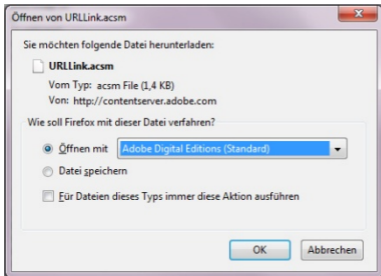 Öffnen von URLLink.acsm
Sie möchten folgende Datei herunterladen:
URLLink.acsm
Vom Typ: acsm File (1,4 KB)
Von: http://contentserver.adobe.com
Wie soll Firefox mit dieser Datei verfahren?
Öffnen mit Adobe Digital Editions (Standard)
Datei speichern
Für Dateien dieses Typs immer diese Aktion ausführen
OK Abbrechen